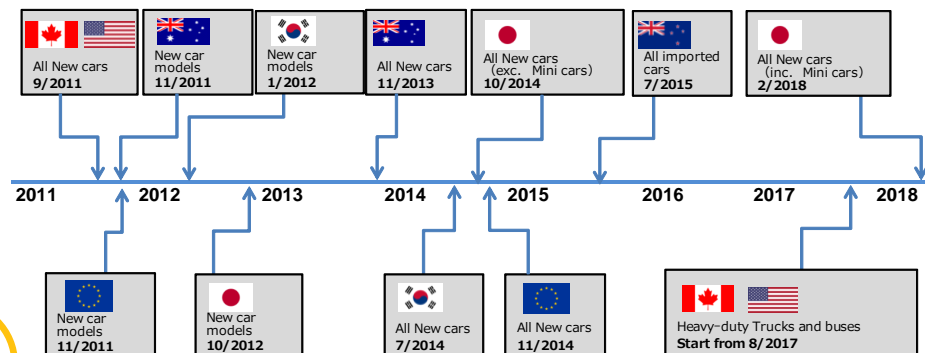 All New cars
9/2011
New car
models
11/2011
New car
models
1/2012
All New cars
11/2013
All New cars
(exc. Mini cars)
10/2014
All imported
cars
7/2015
All New cars
(inc. Mini cars)
2/2018
2011
2012
2013
2014
2015
2016
2017
2018
New car
models
11/2011
New car
models
10/2012
All New cars
7/2014
All New cars
11/2014
Heavy-duty Trucks and buses
Start from 8/2017